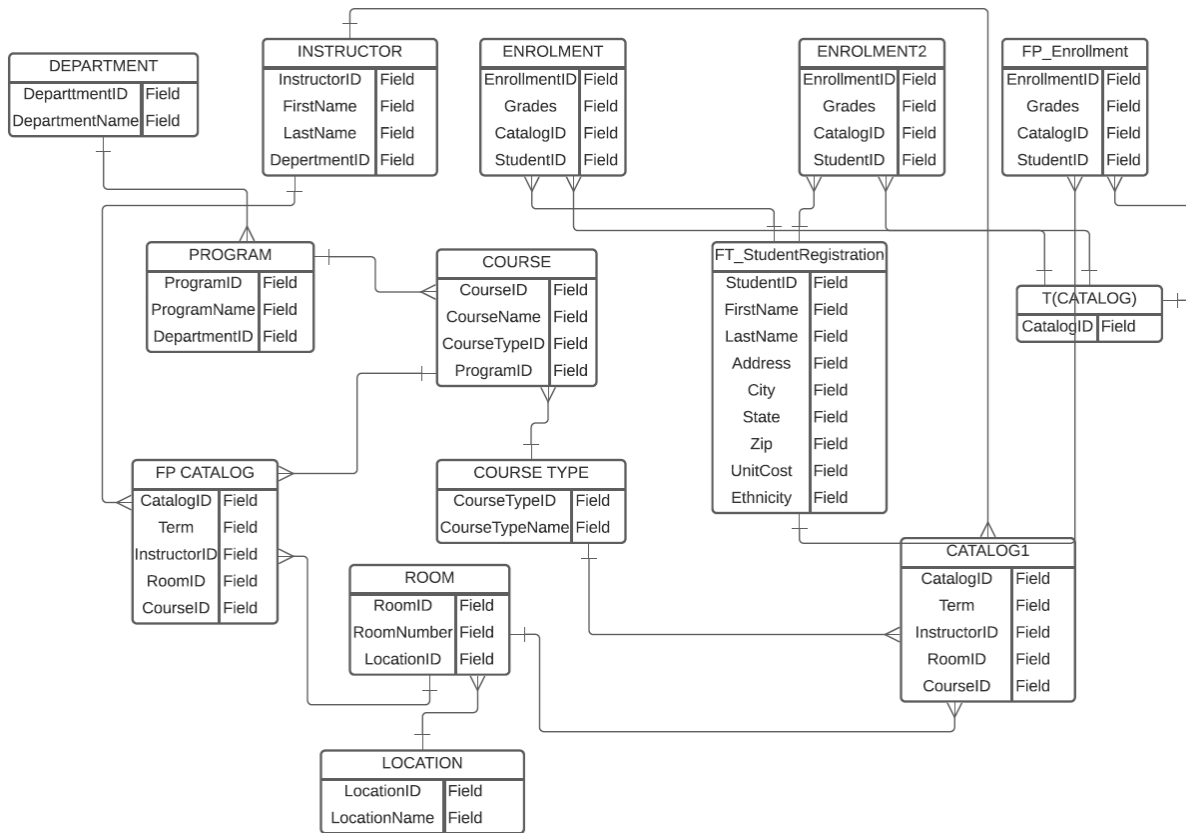 DEPARTMENT
DeparttmentID Field
DepartmentName Field
INSTRUCTOR
InstructorID Field
FirstName Field
LastName Field
DepertmentID Field
ENROLMENT
EnrollmentID Field
Grades Field
CatalogID Field
StudentID Field
ENROLMENT2
EnrollmentID Field
Grades Field
CatalogID Field
StudentID Field
FP_Enrollment
EnrollmentID Field
Grades Field
CatalogID Field
StudentID Field
PROGRAM
ProgramID Field
ProgramName Field
DepartmentID Field
COURSE
CourseID Field
CourseName Field
CourseTypeID Field
ProgramID Field
FT_StudentRegistration
StudentID Field
FirstName Field
LastName Field
Address Field
City Field
State Field
Zip Field
UnitCost Field
Ethnicity Field
T(CATALOG)
CatalogID Field
FP CATALOG
CatalogID Field
Term Field
InstructorID Field
RoomID Field
CourseID Field
COURSE TYPE
CourseTypeID Field
CourseTypeName Field
ROOM
RoomID Field
RoomNumber Field
LocationID Field
CATALOG1
CatalogID Field
Term Field
InstructorID Field
RoomID Field
CourseID Field
LOCATION
LocationID Field
LocationName Field